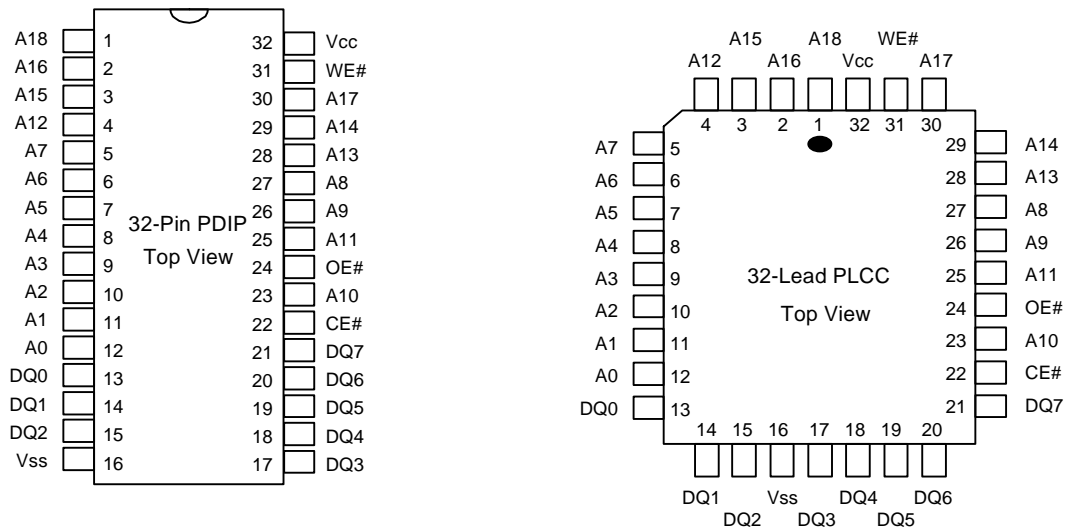 A18 1 32 Vcc
A16 2 31 WE#
A15 3 30 A17
A12 4 29 A14
A7 5 28 A13
A6 6 27 A8
A5 7 26 A9
A4 8 25 A11
A3 9 24 OE#
A2 10 23 A10
A1 11 22 CE#
A0 12 21 DQ7
DQ0 13 20 DQ6
DQ1 14 19 DQ5
DQ2 15 18 DQ4
Vss 16 17 DQ3
32-Pin PDIP
Top View
A15 A18 WE#
A12 A16 Vcc A17
4 3 2 1 32 31 30
A7 5 29 A14
A6 6 28 A13
A5 7 27 A8
A4 8 26 A9
A3 9 25 A11
A2 10 24 OE#
A1 11 23 A10
A0 12 22 CE#
DQ0 13 21 DQ7
32-Lead PLCC
Top View
14 15 16 17 18 19 20
DQ1 Vss DQ4 DQ6
DQ2 DQ3 DQ5